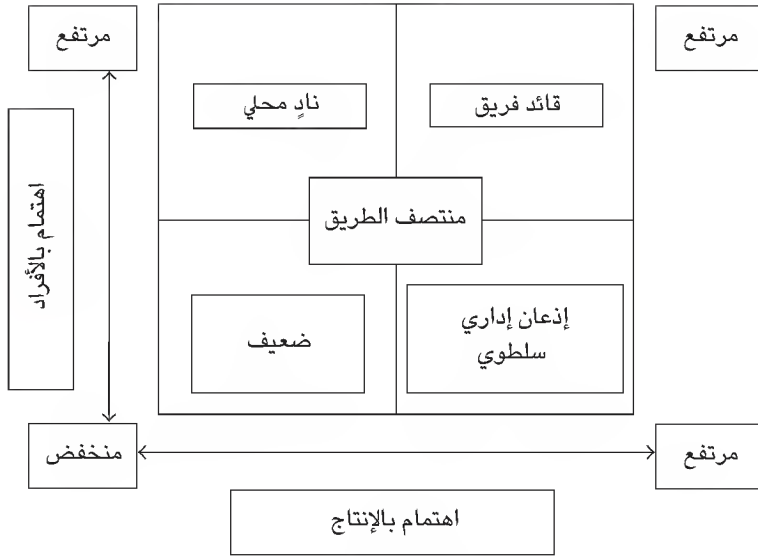 مرتفع
مرتفع
قائد فريق
نادٍ محلي
منتصف الطريق
اهتمام بالأفراد
إذعان إداري
سلطوي
ضعيف
مرتفع
منخفض
اهتمام بالإنتاج